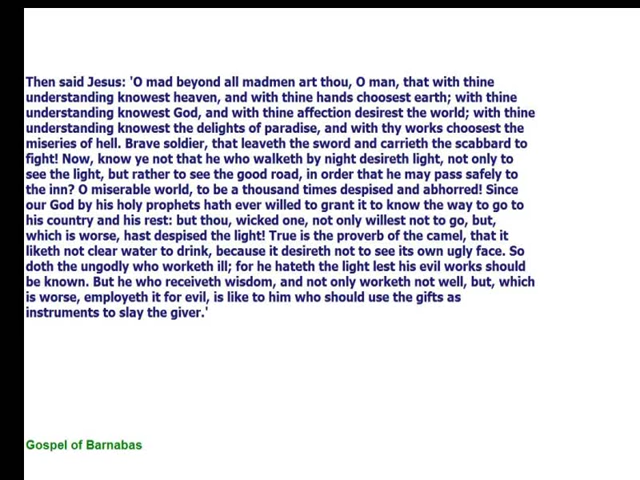 Then said Jesus: 'O mad beyond all madmen art thou, O man, that with thine
understanding knowest heaven, and with thine hands choosest earth; with thine
understanding knowest God, and with thine affection desirest the world; with thine
understanding knowest the delights of paradise, and with thy works choosest the
miseries of hell. Brave soldier, that leaveth the sword and carrieth the scabbard to
fight! Now, know ye not that he who walketh by night desireth light, not only to
see the light, but rather to see the good road, in order that he may pass safely to
the inn? O miserable world, to be a thousand times despised and abhorred! Since
our God by his holy prophets hath ever willed to grant it to know the way to go to
his country and his rest: but thou, wicked one, not only willest not to go, but,
which is worse, hast despised the light! True is the proverb of the camel, that it
liketh not clear water to drink, because it desireth not to see its own ugly face. So
doth the ungodly who worketh ill; for he hateth the light lest his evil works should
be known. But he who receiveth wisdom, and not only worketh not well, but, which
is worse, employeth it for evil, is like to him who should use the gifts as
instruments to slay the giver.'
Gospel of Barnabas